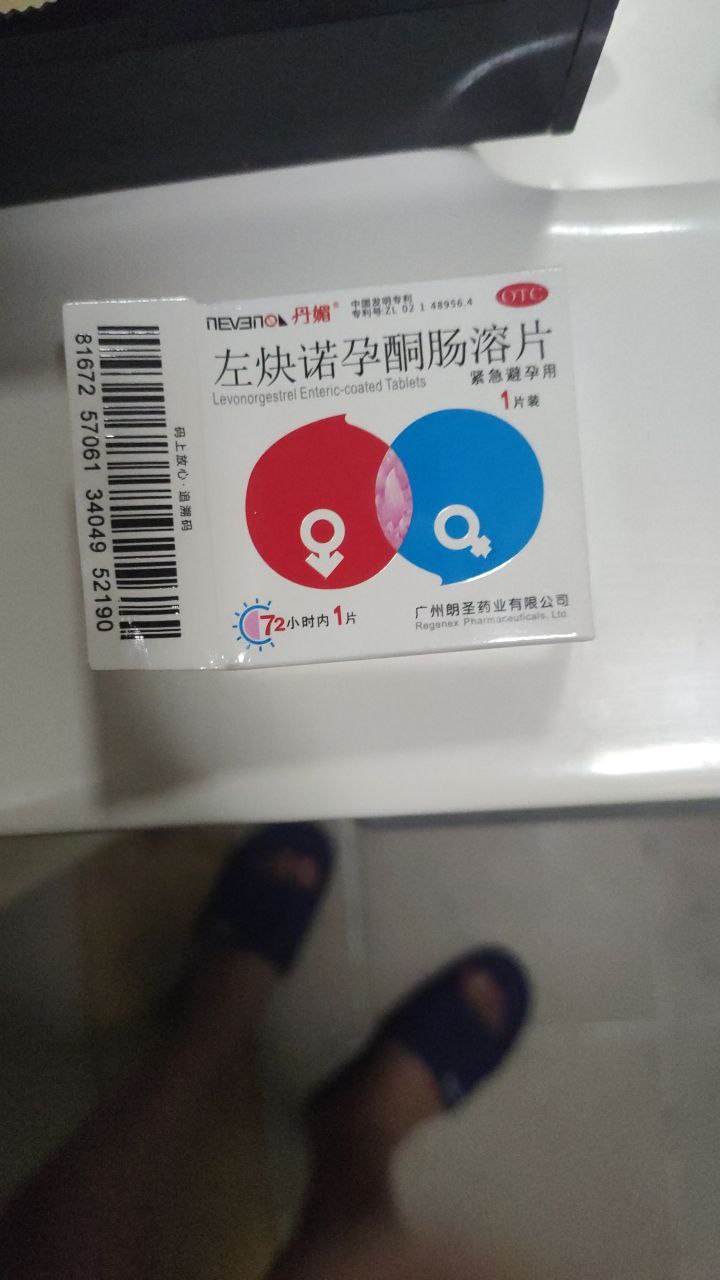 NEVENOL 丹媚®
中国发明专利
专利号:ZL 02 1 48956.4
OTC
左炔诺孕酮肠溶片
Levonorgestrel Enteric-coated Tablets
紧急避孕用
1片装
72小时内1片
广州朗圣药业有限公司
Regenex Pharmaceuticals, Ltd.
码上放心·追溯码
81672 57061 34049 52190